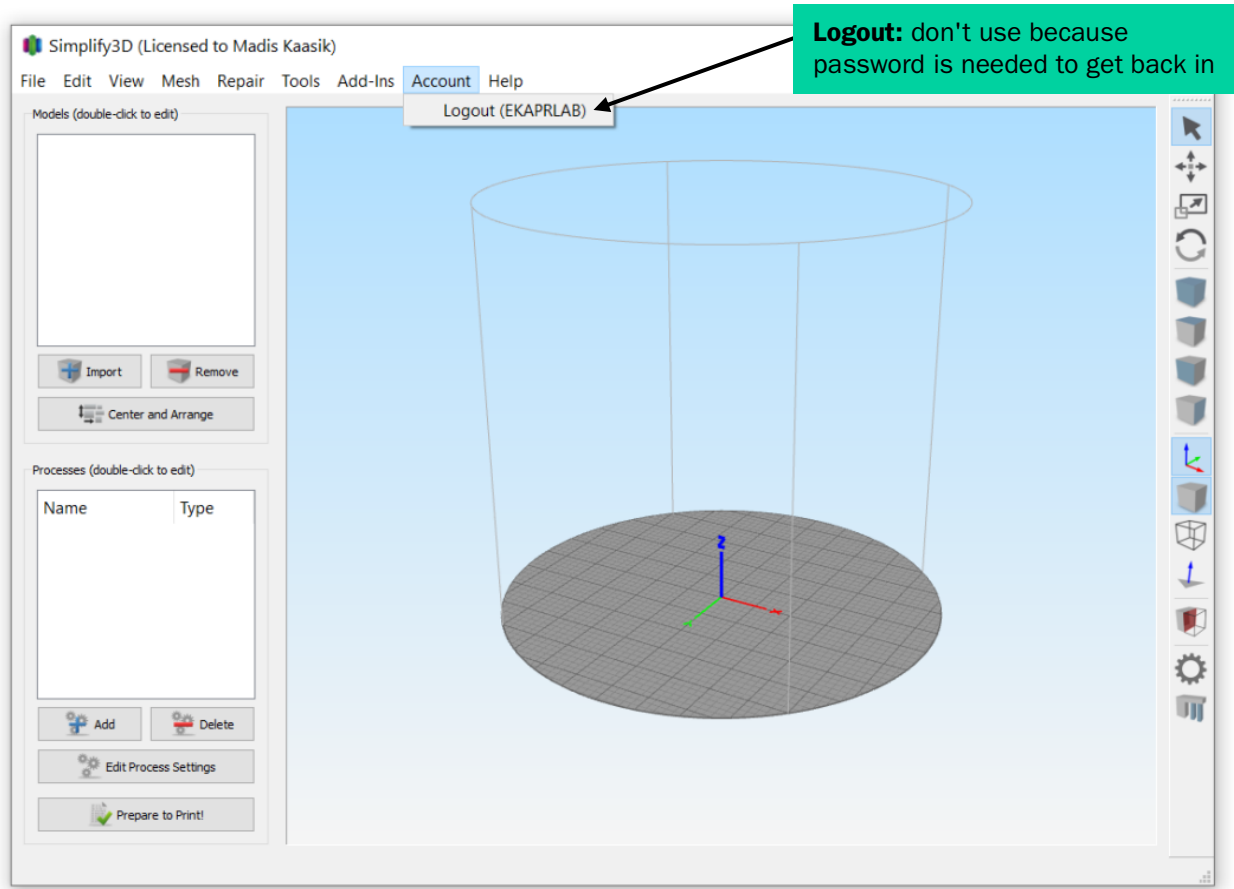 Simplify3D (Licensed to Madis Kaasik)
Logout: don't use because
password is needed to get back in
File Edit View Mesh Repair Tools Add-Ins Account Help
Logout (EKAPRLAB)
Models (double-click to edit)
Import Remove
Center and Arrange
Processes (double-click to edit)
Name Type
Add Delete
Edit Process Settings
Prepare to Print!
Z